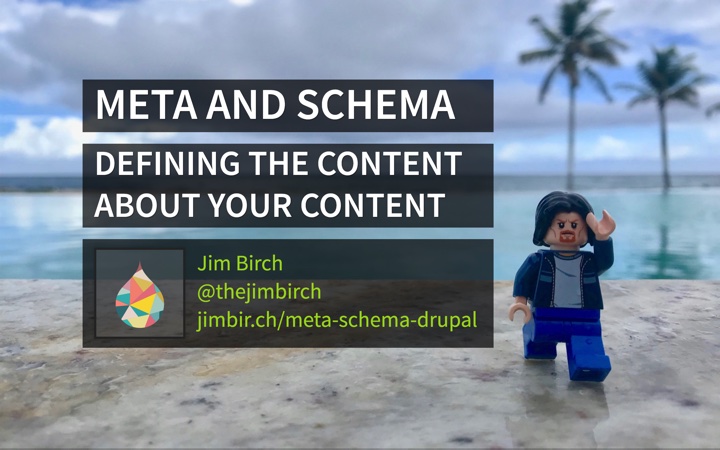 META AND SCHEMA
DEFINING THE CONTENT
ABOUT YOUR CONTENT
Jim Birch
@thejimbirch
jimbir.ch/meta-schema-drupal